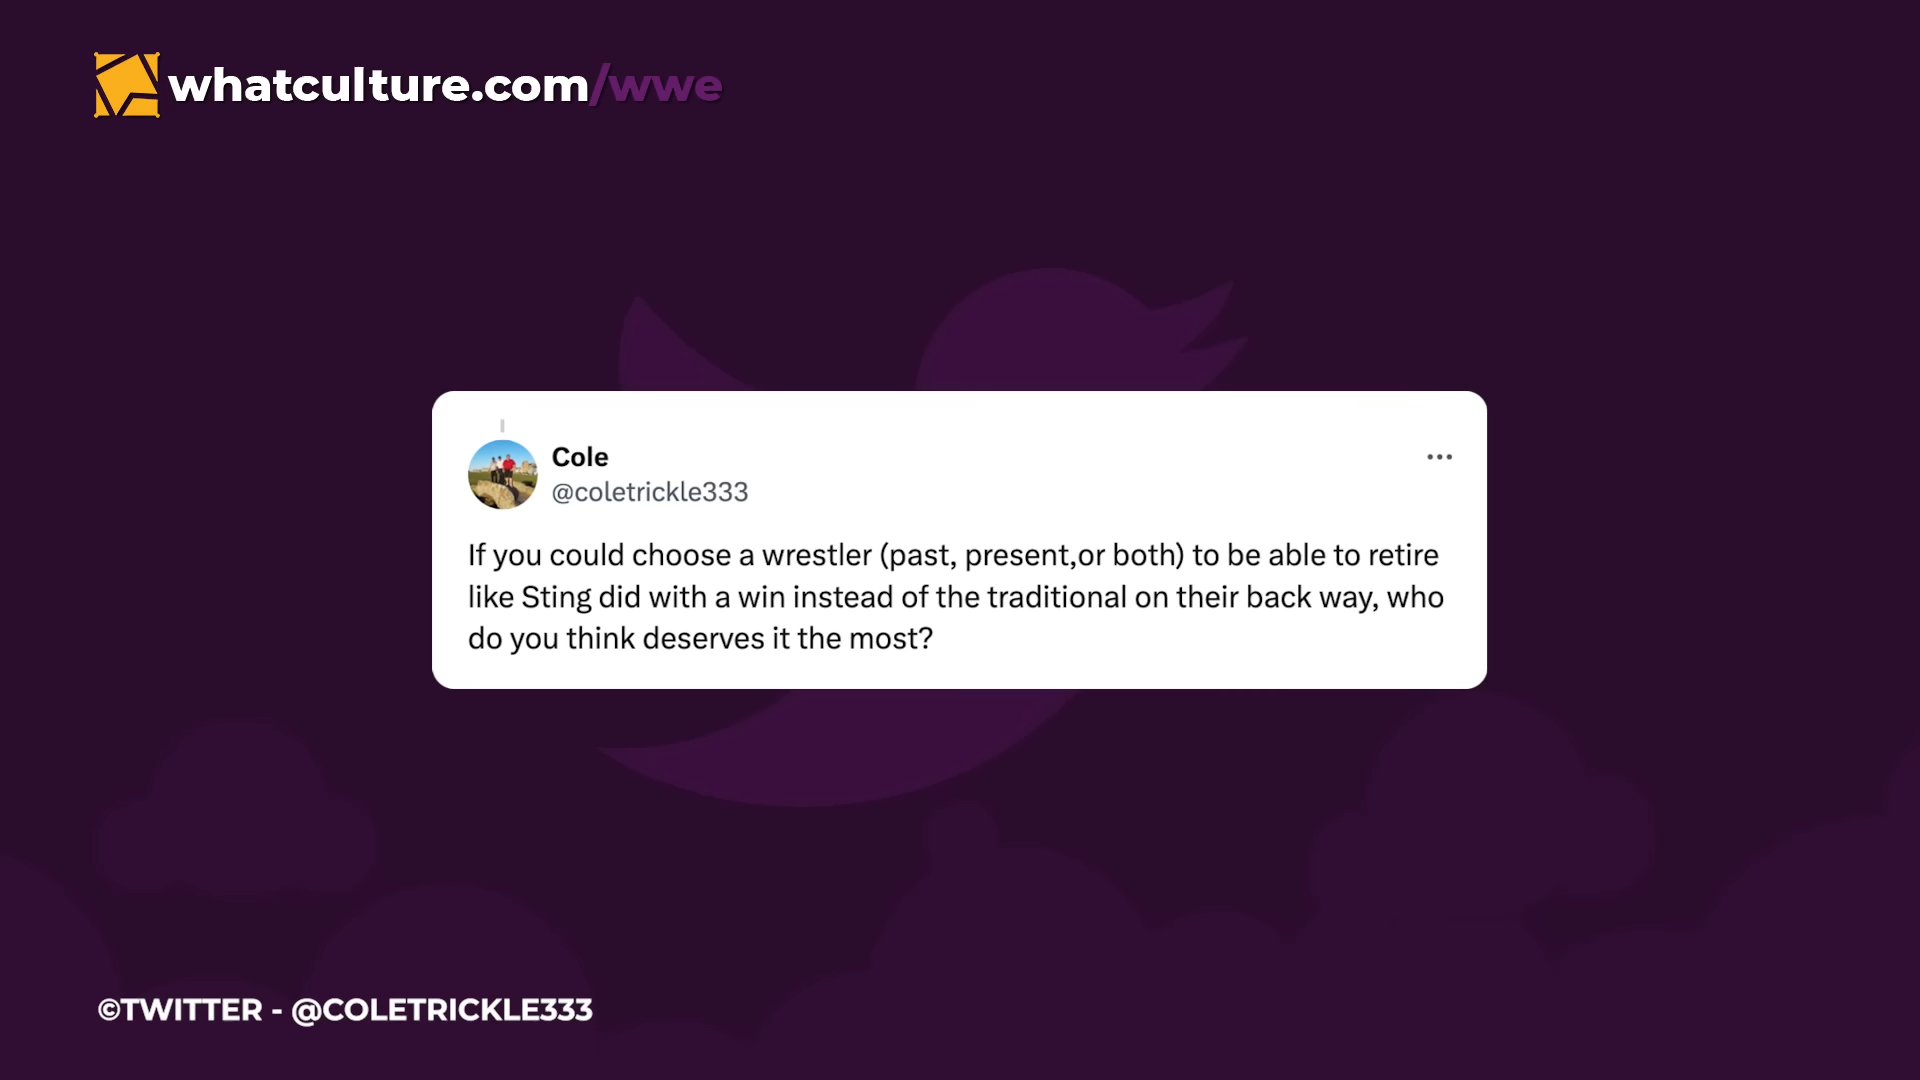 whatculture.com/wwe
Cole
@coletrickle333
If you could choose a wrestler (past, present,or both) to be able to retire
like Sting did with a win instead of the traditional on their back way, who
do you think deserves it the most?
©TWITTER - @COLETRICKLE333